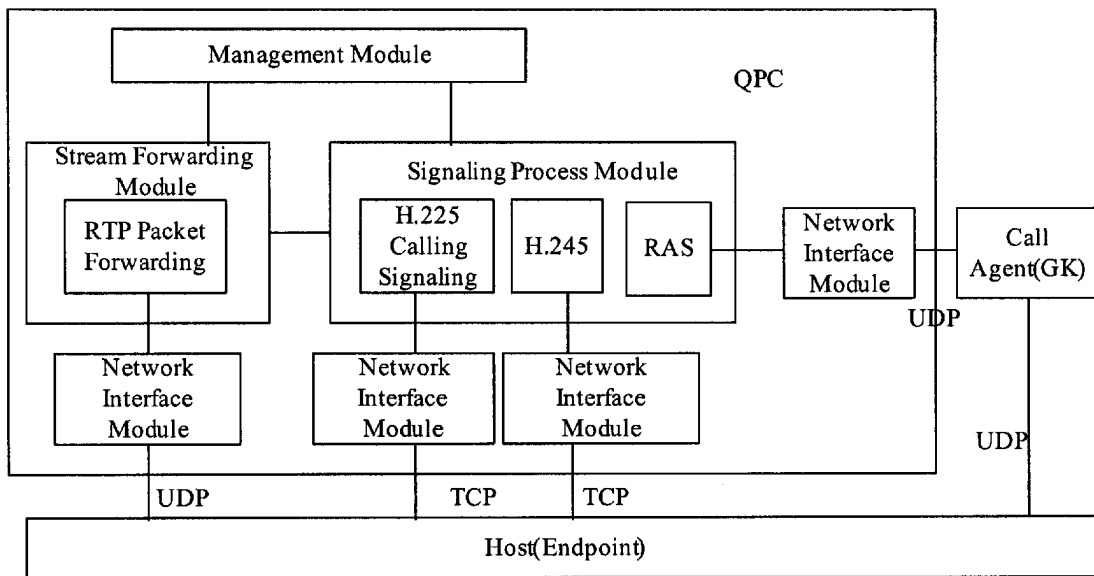 Management Module
QPC
Stream Forwarding
Module
RTP Packet
Forwarding
Signaling Process Module
H.225
Calling
Signaling
H.245
RAS
Network
Interface
Module
Call
Agent(GK)
UDP
Network
Interface
Module
Network
Interface
Module
Network
Interface
Module
UDP
UDP
TCP
TCP
Host(Endpoint)